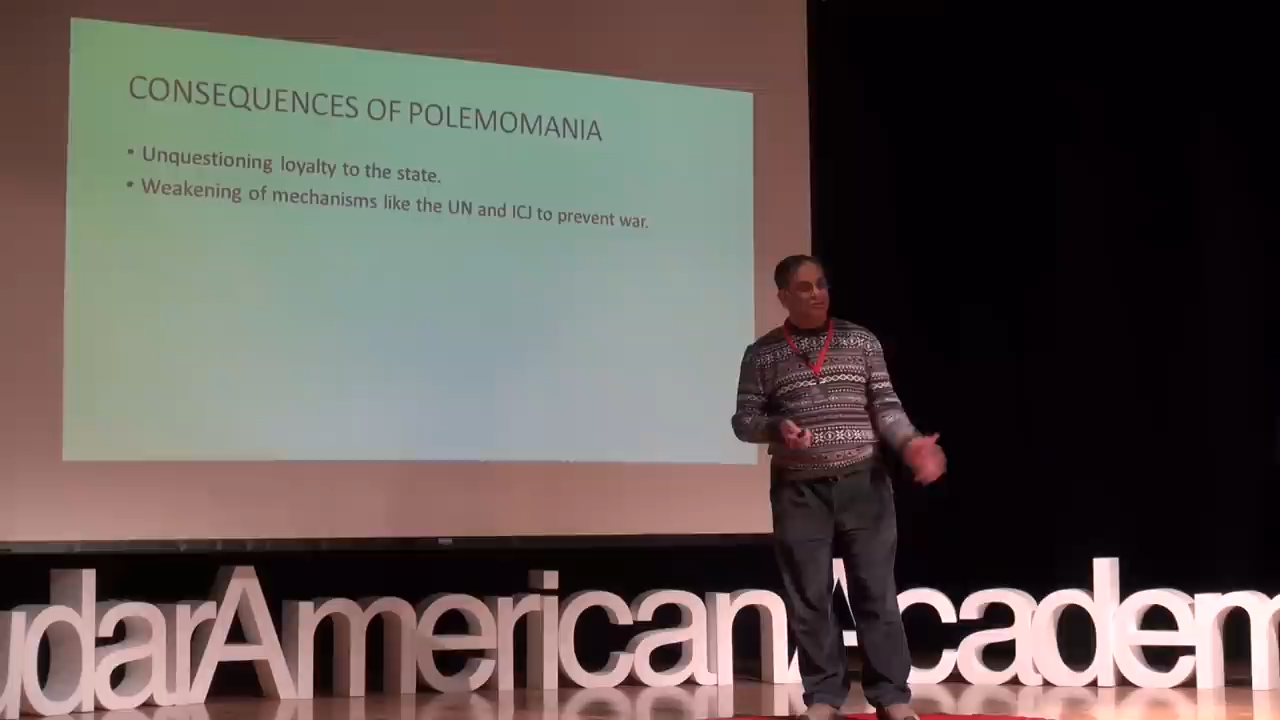 CONSEQUENCES OF POLEMOMANIA
• Unquestioning loyalty to the state.
• Weakening of mechanisms like the UN and ICJ to prevent war.
udarAmericanAcadem